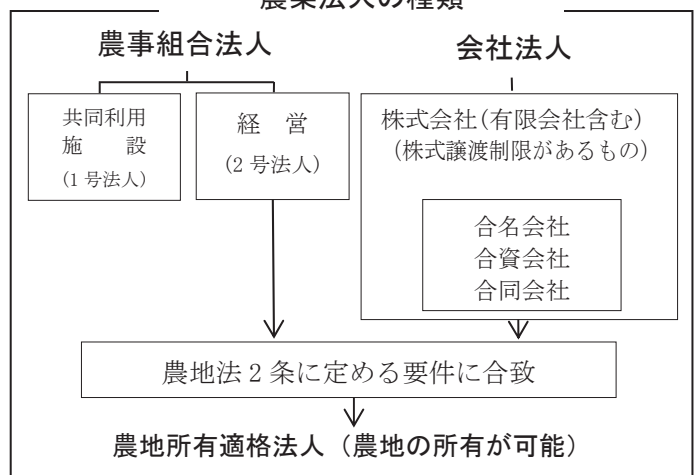 農業法人の種類
農事組合法人
会社法人
共同利用
施　　設
(1 号法人)
経　営
(2 号法人)
株式会社(有限会社含む)
(株式譲渡制限があるもの)
合名会社
合資会社
合同会社
農地法 2 条に定める要件に合致
農地所有適格法人（農地の所有が可能）